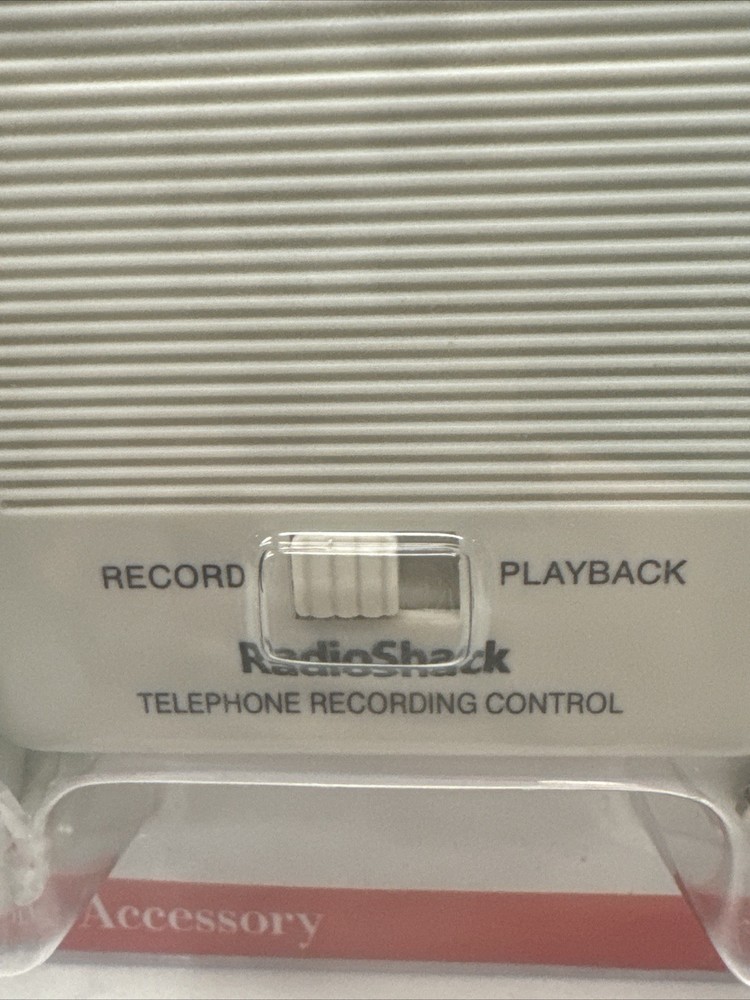 RECORD PLAYBACK
RadioShack
TELEPHONE RECORDING CONTROL
Accessory